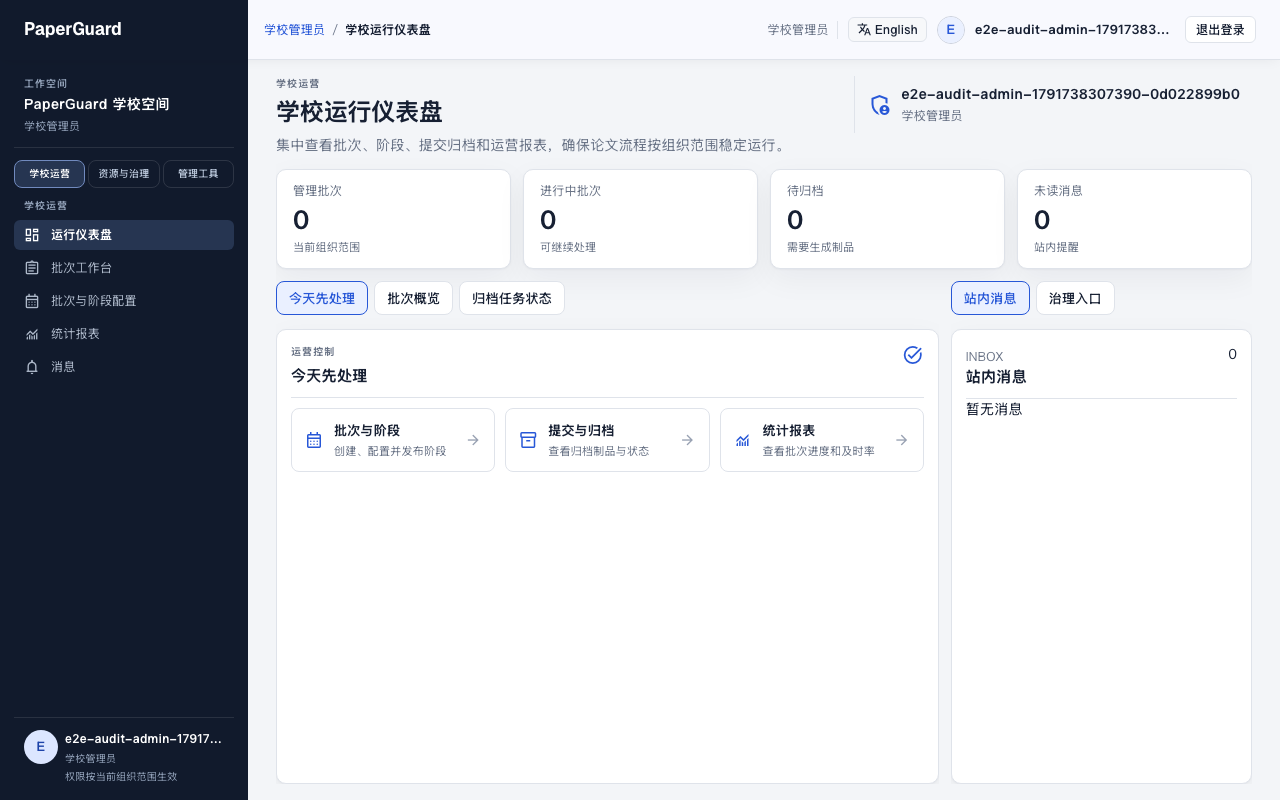 PaperGuard
工作空间
PaperGuard 学校空间
学校管理员
学校运营
资源与治理
管理工具
学校运营
运行仪表盘
批次工作台
批次与阶段配置
统计报表
消息
E
e2e-audit-admin-17917...
学校管理员
权限按当前组织范围生效
学校管理员 / 学校运行仪表盘
学校管理员
English
E
e2e-audit-admin-17917383...
退出登录
学校运营
学校运行仪表盘
集中查看批次、阶段、提交归档和运营报表，确保论文流程按组织范围稳定运行。
e2e-audit-admin-1791738307390-0d022899b0
学校管理员
管理批次
0
当前组织范围
进行中批次
0
可继续处理
待归档
0
需要生成制品
未读消息
0
站内提醒
今天先处理
批次概览
归档任务状态
站内消息
治理入口
运营控制
今天先处理
批次与阶段
创建、配置并发布阶段
提交与归档
查看归档制品与状态
统计报表
查看批次进度和及时率
INBOX
0
站内消息
暂无消息